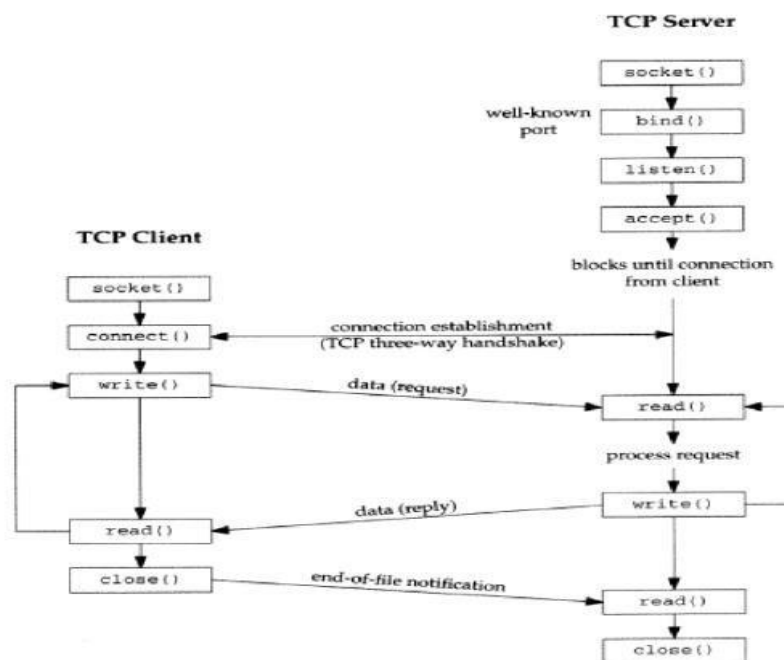 TCP Server
socket()
well-known
port
bind()
listen()
accept()
blocks until connection
from client
TCP Client
socket()
connect()
connection establishment
(TCP three-way handshake)
write()
data (request)
read()
process request
write()
data (reply)
read()
close()
end-of-file notification
read()
close()